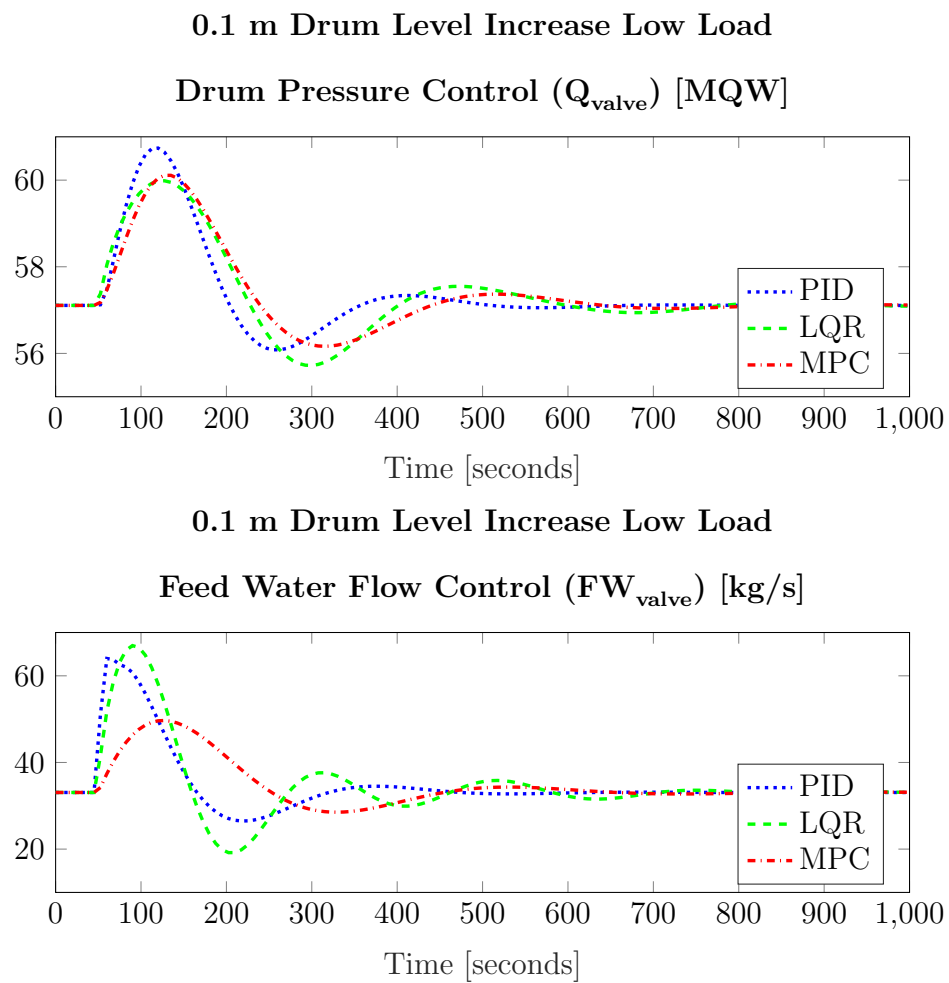 0.1 m Drum Level Increase Low Load
Drum Pressure Control (Q_valve) [MQW]
60
58
56
PID
LQR
MPC
0 100 200 300 400 500 600 700 800 900 1,000
Time [seconds]
0.1 m Drum Level Increase Low Load
Feed Water Flow Control (FW_valve) [kg/s]
60
40
20
PID
LQR
MPC
0 100 200 300 400 500 600 700 800 900 1,000
Time [seconds]